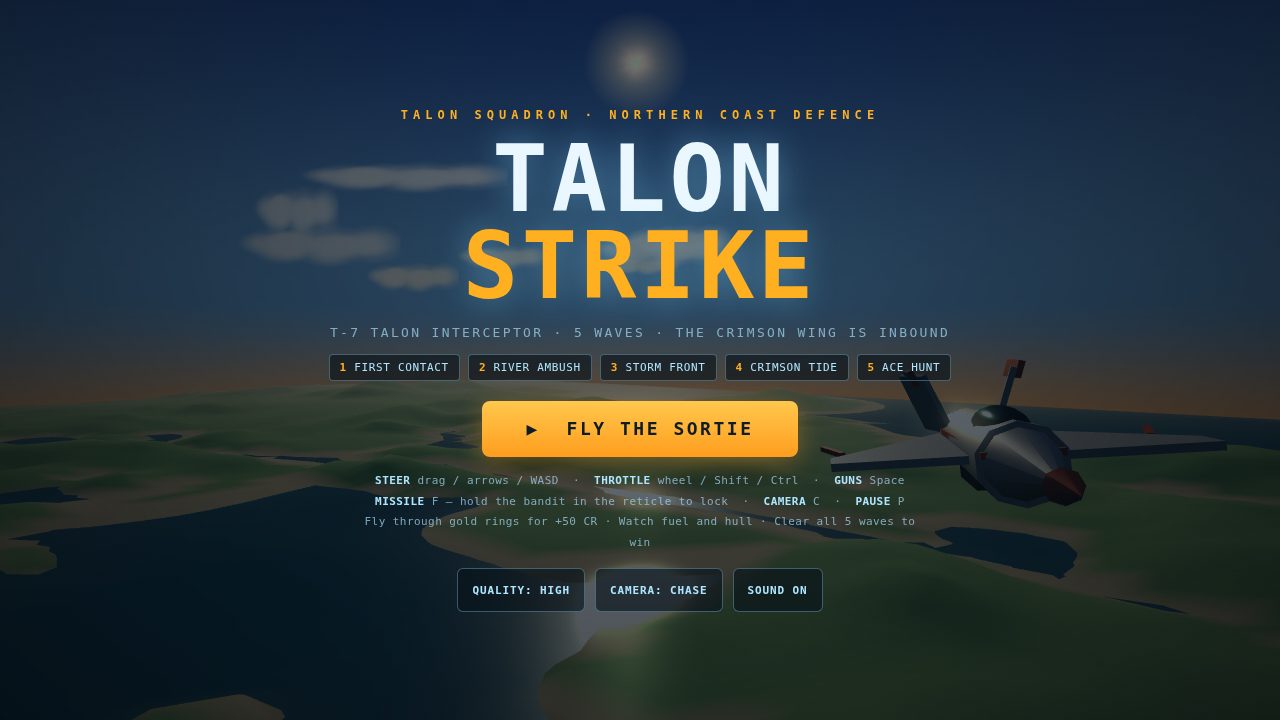 TALON SQUADRON · NORTHERN COAST DEFENCE
TALON
STRIKE
T-7 TALON INTERCEPTOR · 5 WAVES · THE CRIMSON WING IS INBOUND
1 FIRST CONTACT 2 RIVER AMBUSH 3 STORM FRONT 4 CRIMSON TIDE 5 ACE HUNT
▶ FLY THE SORTIE
STEER drag / arrows / WASD · THROTTLE wheel / Shift / Ctrl · GUNS Space
MISSILE F — hold the bandit in the reticle to lock · CAMERA C · PAUSE P
Fly through gold rings for +50 CR · Watch fuel and hull · Clear all 5 waves to
win
QUALITY: HIGH CAMERA: CHASE SOUND ON